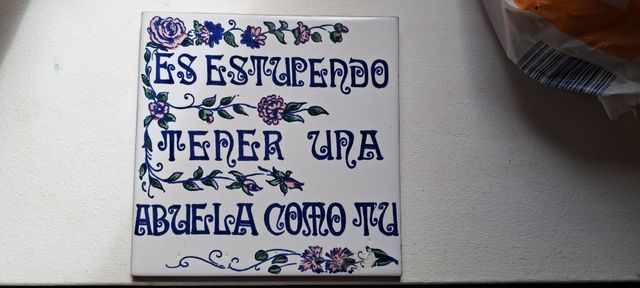 ES ESTUPENDO
TENER UNA
ABUELA COMO TU